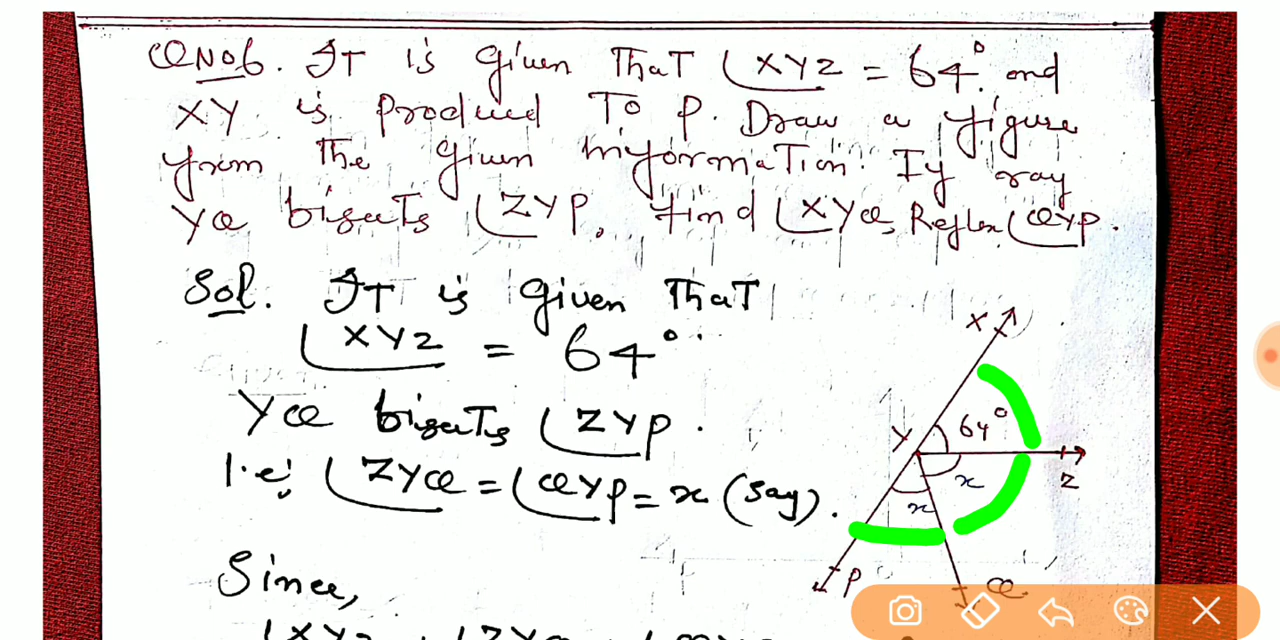 QNo6. It is given that ∠XYZ = 64° and
XY is produced to P. Draw a figure
from the given information. If ray
YQ bisects ∠ZYP, find ∠XYQ, Reflex ∠QYP.
Sol. It is given that
∠XYZ = 64°
YQ bisects ∠ZYP.
i.e; ∠ZYQ = ∠QYP = x (say).
Since,
X
Y
64°
x
Z
x
P
Q